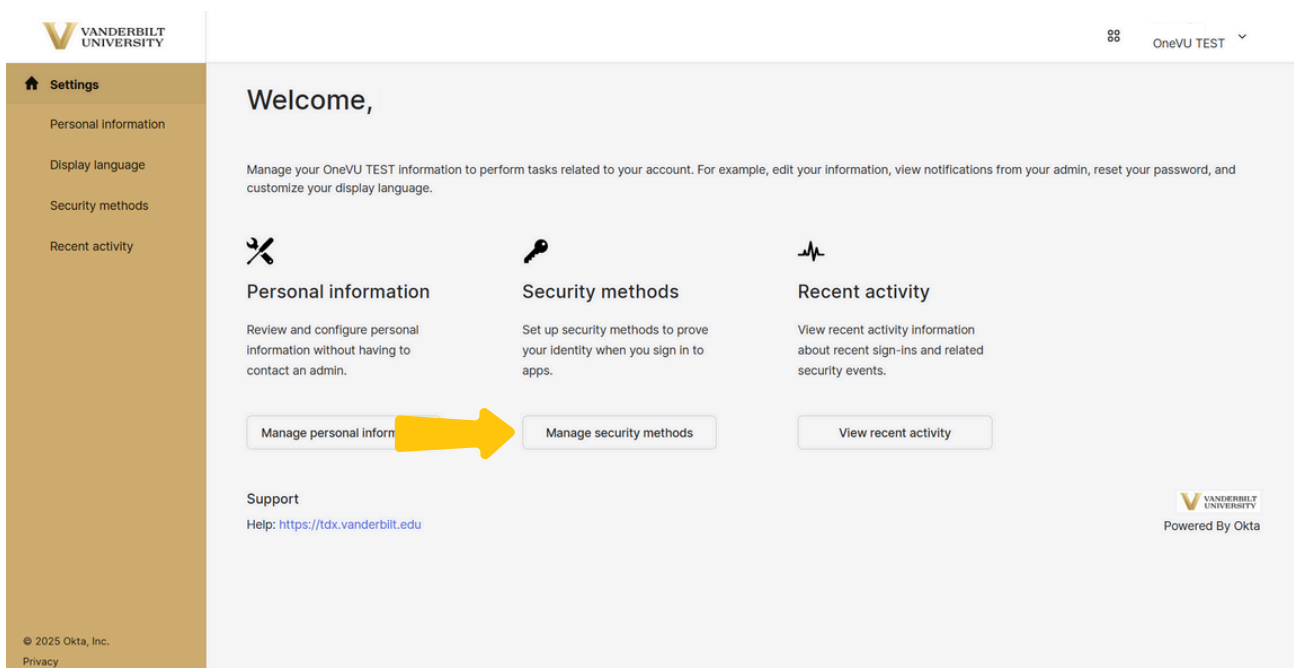 VANDERBILT
UNIVERSITY
OneVU TEST
Settings
Personal information
Display language
Security methods
Recent activity
Welcome,
Manage your OneVU TEST information to perform tasks related to your account. For example, edit your information, view notifications from your admin, reset your password, and
customize your display language.
Personal information
Review and configure personal
information without having to
contact an admin.
Manage personal inform
Security methods
Set up security methods to prove
your identity when you sign in to
apps.
Manage security methods
Recent activity
View recent activity information
about recent sign-ins and related
security events.
View recent activity
Support
Help: https://tdx.vanderbilt.edu
VANDERBILT
UNIVERSITY
Powered By Okta
© 2025 Okta, Inc.
Privacy